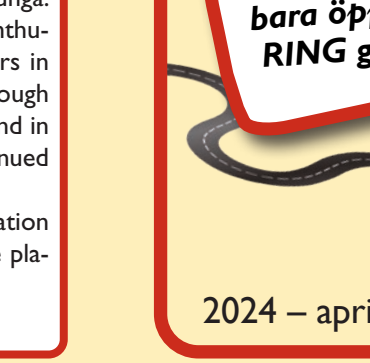 unga.
nthu-
rs in
ough
nd in
nued
ation
pla-
bara öpp
RING g
2024 – apri